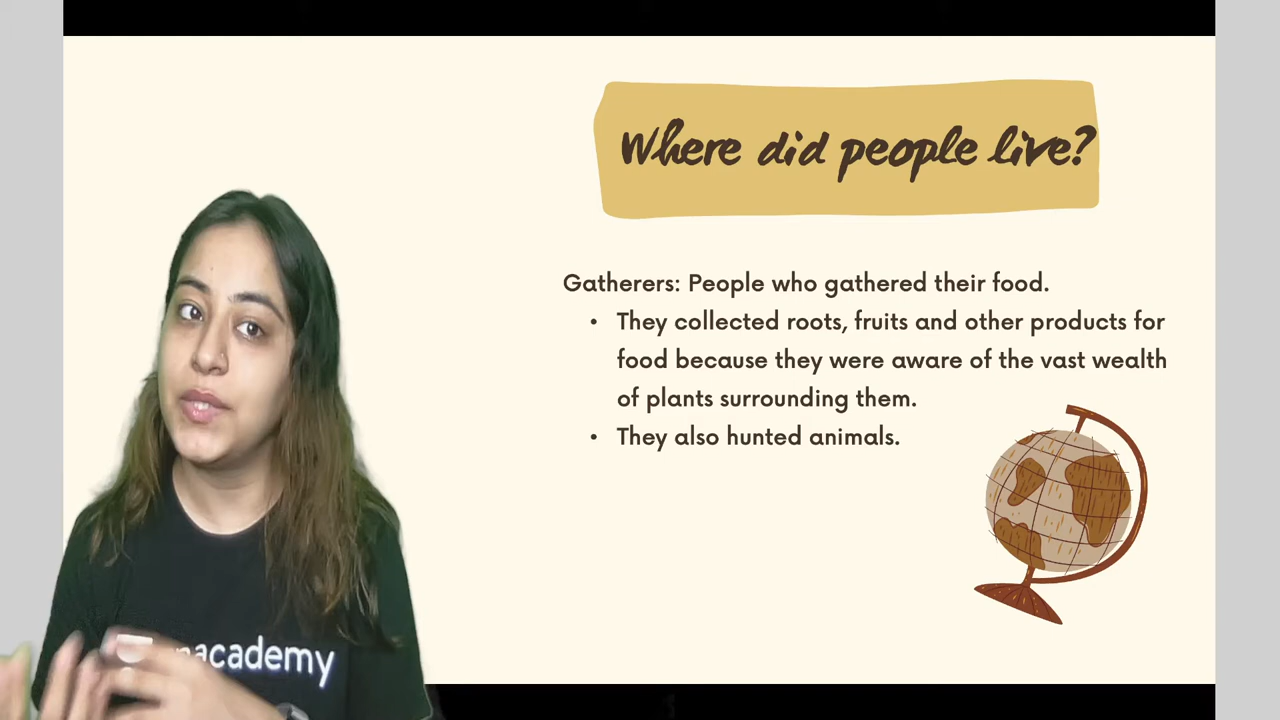 Where did people live?
Gatherers: People who gathered their food.
• They collected roots, fruits and other products for
food because they were aware of the vast wealth
of plants surrounding them.
• They also hunted animals.
nacademy